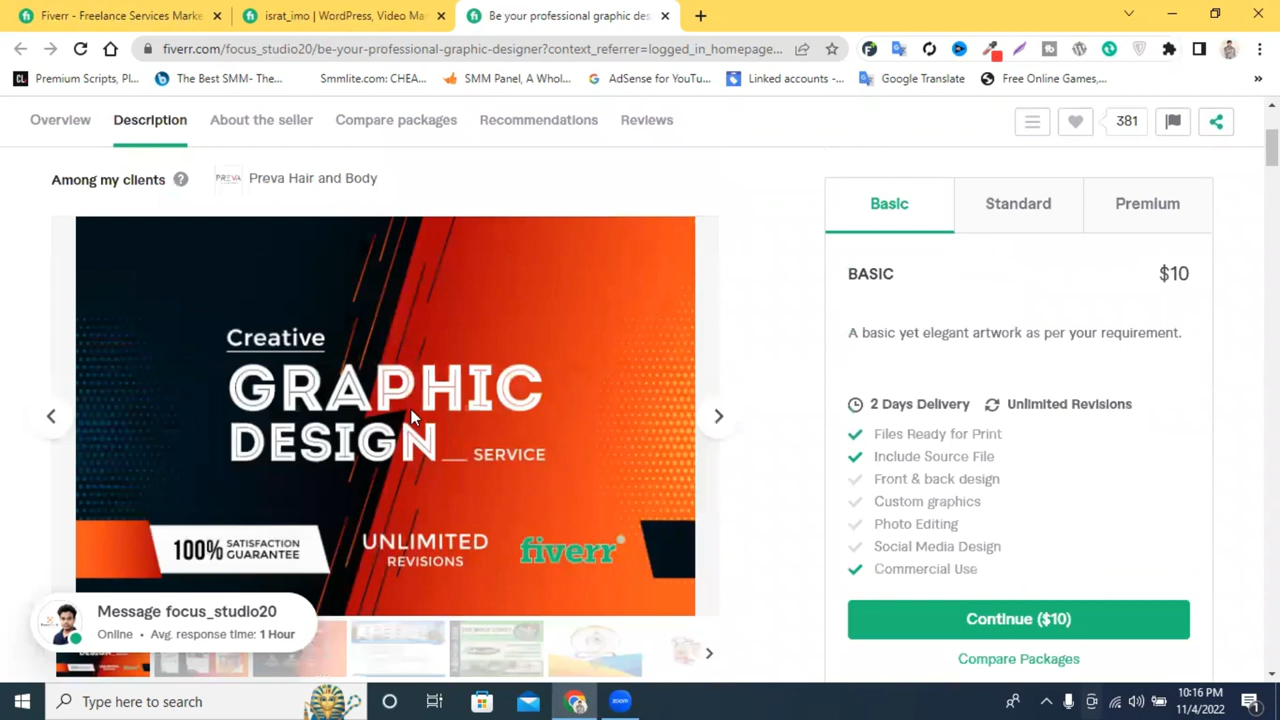 Fiverr - Freelance Services Marke
israt_imo | WordPress, Video Mar
Be your professional graphic des
fiverr.com/focus_studio20/be-your-professional-graphic-designer?context_referrer=logged_in_homepage...
Premium Scripts, Pl...
The Best SMM- The...
Smmlite.com: CHEA...
SMM Panel, A Whol...
AdSense for YouTu...
Linked accounts -...
Google Translate
Free Online Games,...
Overview
Description
About the seller
Compare packages
Recommendations
Reviews
381
Among my clients
PREVA
Preva Hair and Body
Creative
GRAPHIC
DESIGN__ SERVICE
100% SATISFACTION
GUARANTEE
UNLIMITED
REVISIONS
fiverr
Message focus_studio20
Online • Avg. response time: 1 Hour
Basic
Standard
Premium
BASIC
$10
A basic yet elegant artwork as per your requirement.
2 Days Delivery
Unlimited Revisions
Files Ready for Print
Include Source File
Front & back design
Custom graphics
Photo Editing
Social Media Design
Commercial Use
Continue ($10)
Compare Packages
Type here to search
zoom
10:16 PM
11/4/2022
1